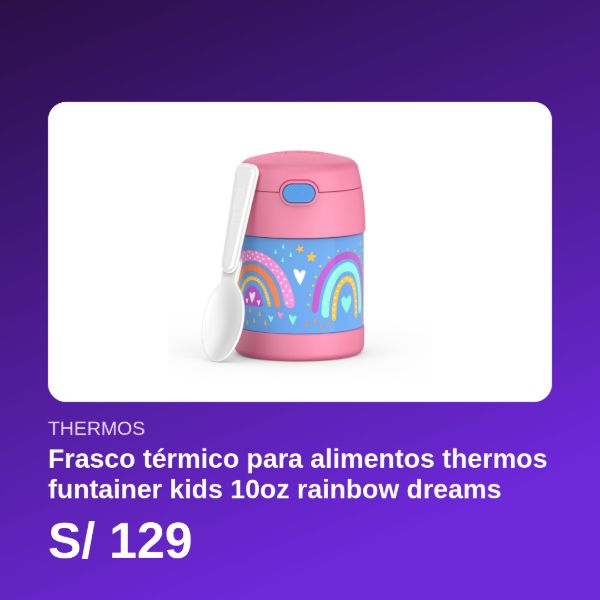 THERMOS
Frasco térmico para alimentos thermos
funtainer kids 10oz rainbow dreams
S/ 129